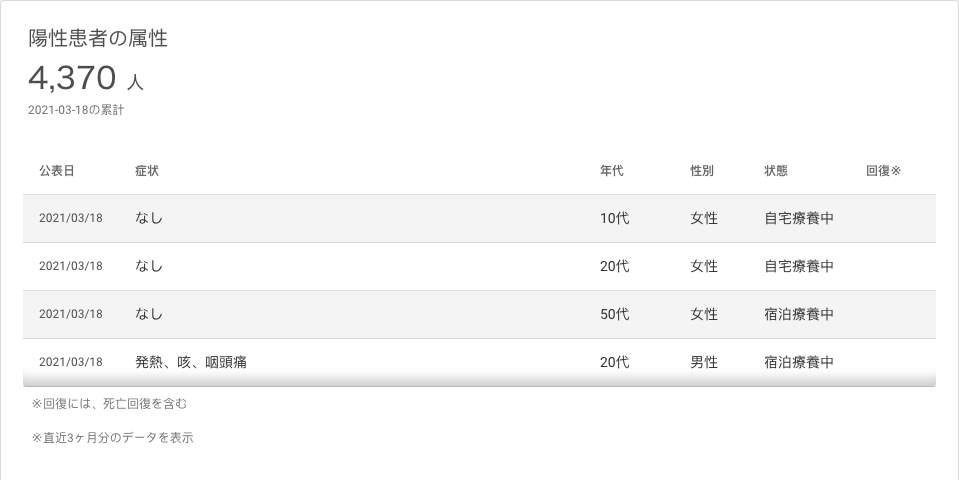 陽性患者の属性
4,370 人
2021-03-18の累計
公表日 症状 年代 性別 状態 回復※
2021/03/18 なし 10代 女性 自宅療養中
2021/03/18 なし 20代 女性 自宅療養中
2021/03/18 なし 50代 女性 宿泊療養中
2021/03/18 発熱、咳、咽頭痛 20代 男性 宿泊療養中
※回復には、死亡回復を含む
※直近3ヶ月分のデータを表示